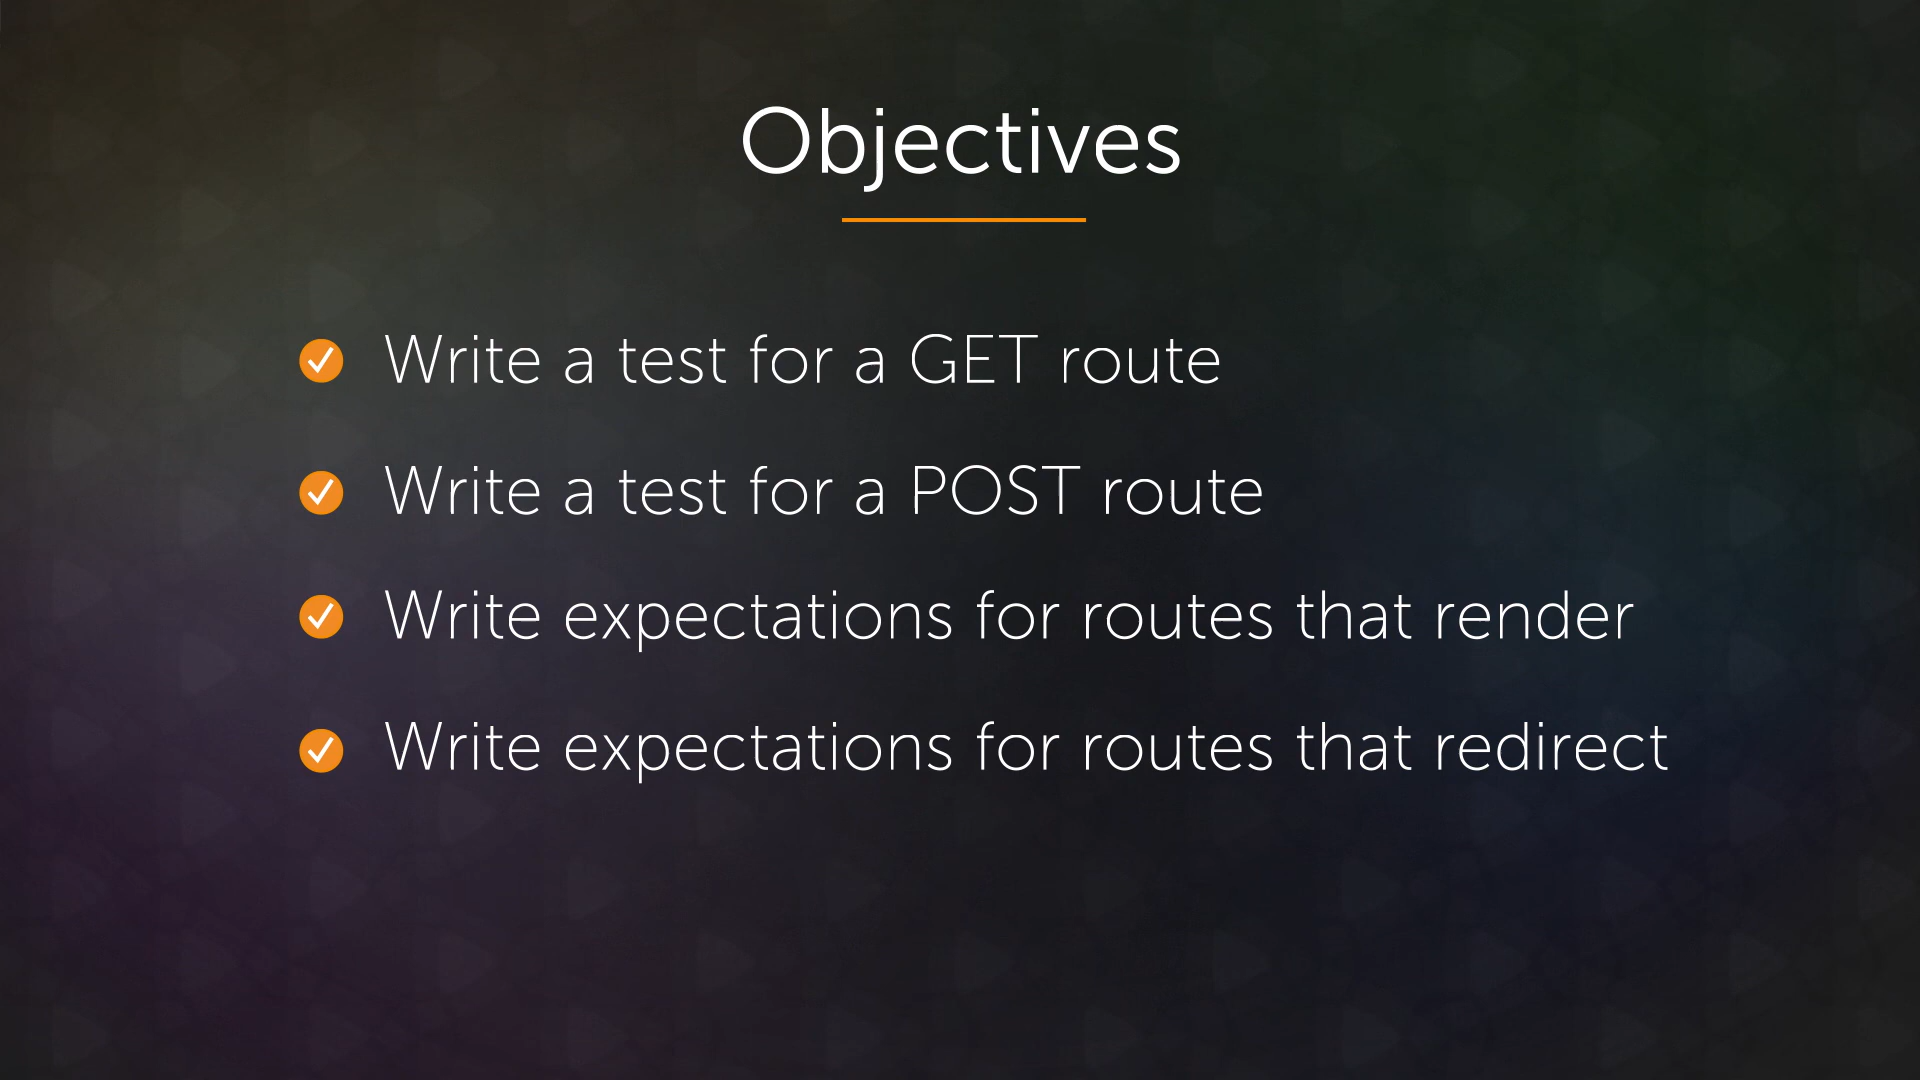 Objectives
Write a test for a GET route
Write a test for a POST route
Write expectations for routes that render
Write expectations for routes that redirect